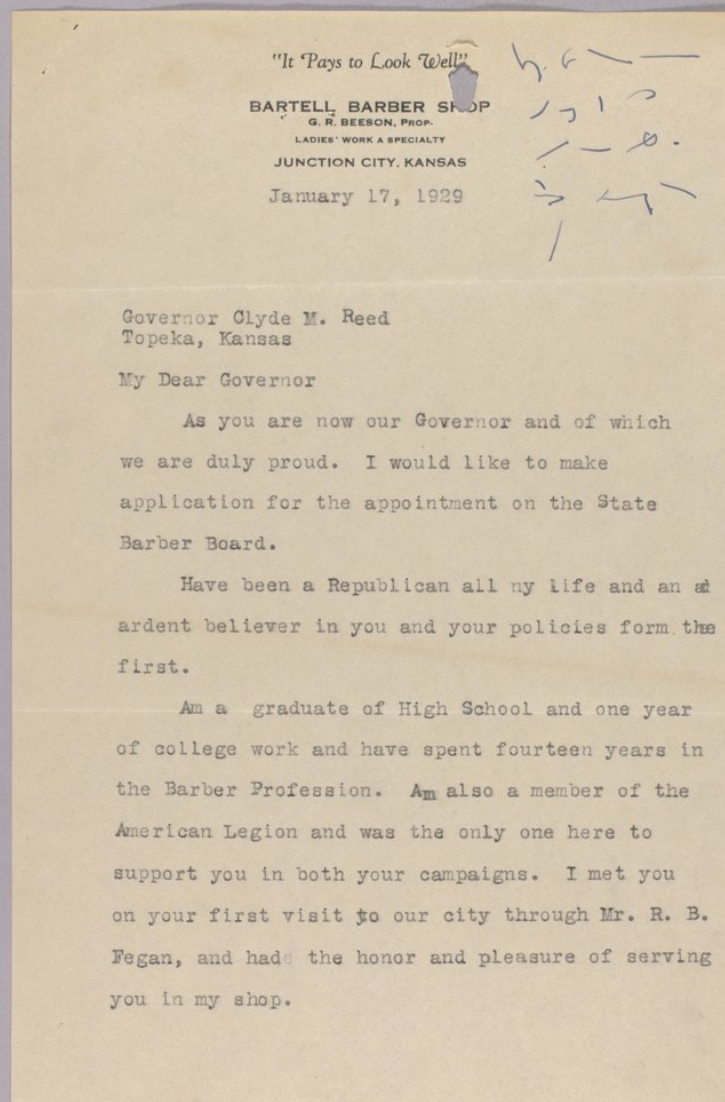 "It Pays to Look Well"
BARTELL BARBER SHOP
G. R. BEESON, PROP.
LADIES' WORK A SPECIALTY
JUNCTION CITY, KANSAS
January 17, 1929
Governor Clyde M. Reed
Topeka, Kansas
My Dear Governor
As you are now our Governor and of which
we are duly proud. I would like to make
application for the appointment on the State
Barber Board.
Have been a Republican all ny life and an ad
ardent believer in you and your policies form the
first.
Am a graduate of High School and one year
of college work and have spent fourteen years in
the Barber Profession. Am also a member of the
American Legion and was the only one here to
support you in both your campaigns. I met you
on your first visit to our city through Mr. R. B.
Fegan, and had the honor and pleasure of serving
you in my shop.